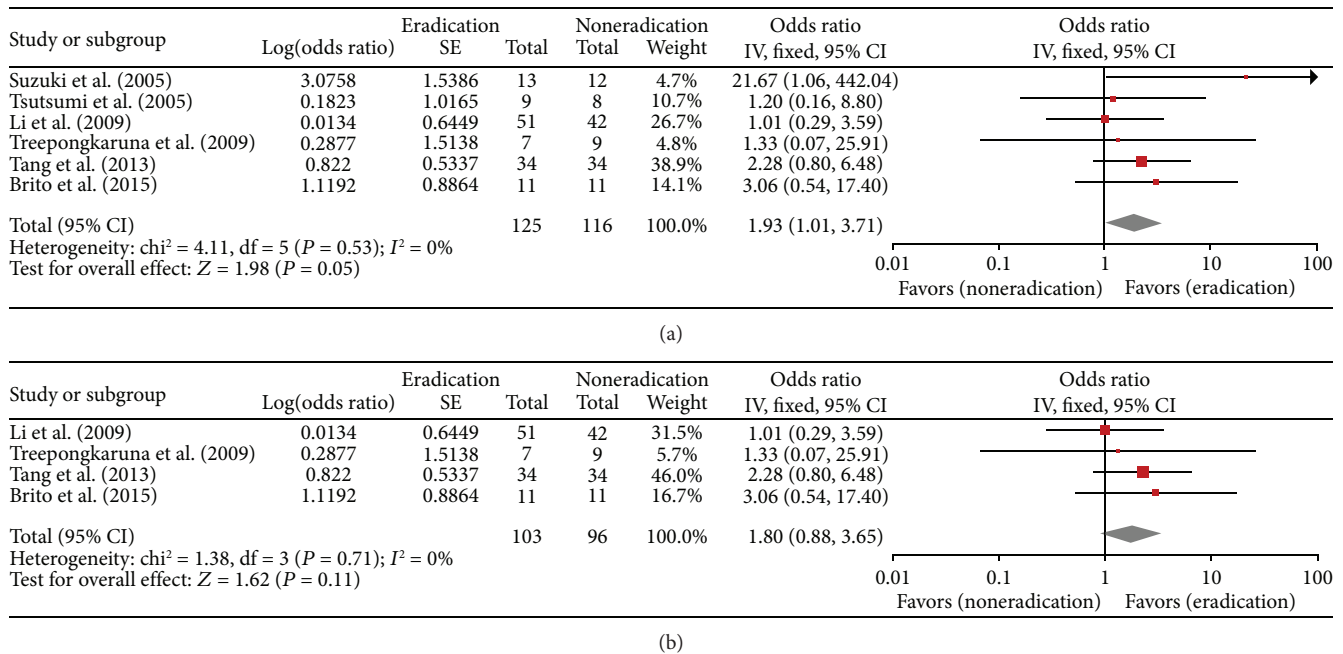 Study or subgroup Eradication Noneradication Odds ratio Odds ratio
Log(odds ratio) SE Total Total Weight IV, fixed, 95% CI IV, fixed, 95% CI
Suzuki et al. (2005) 3.0758 1.5386 13 12 4.7% 21.67 (1.06, 442.04)
Tsutsumi et al. (2005) 0.1823 1.0165 9 8 10.7% 1.20 (0.16, 8.80)
Li et al. (2009) 0.0134 0.6449 51 42 26.7% 1.01 (0.29, 3.59)
Treepongkaruna et al. (2009) 0.2877 1.5138 7 9 4.8% 1.33 (0.07, 25.91)
Tang et al. (2013) 0.822 0.5337 34 34 38.9% 2.28 (0.80, 6.48)
Brito et al. (2015) 1.1192 0.8864 11 11 14.1% 3.06 (0.54, 17.40)
Total (95% CI) 125 116 100.0% 1.93 (1.01, 3.71)
Heterogeneity: chi² = 4.11, df = 5 (P = 0.53); I² = 0%
Test for overall effect: Z = 1.98 (P = 0.05)
0.01 0.1 1 10 100
Favors (noneradication) Favors (eradication)
(a)
Study or subgroup Eradication Noneradication Odds ratio Odds ratio
Log(odds ratio) SE Total Total Weight IV, fixed, 95% CI IV, fixed, 95% CI
Li et al. (2009) 0.0134 0.6449 51 42 31.5% 1.01 (0.29, 3.59)
Treepongkaruna et al. (2009) 0.2877 1.5138 7 9 5.7% 1.33 (0.07, 25.91)
Tang et al. (2013) 0.822 0.5337 34 34 46.0% 2.28 (0.80, 6.48)
Brito et al. (2015) 1.1192 0.8864 11 11 16.7% 3.06 (0.54, 17.40)
Total (95% CI) 103 96 100.0% 1.80 (0.88, 3.65)
Heterogeneity: chi² = 1.38, df = 3 (P = 0.71); I² = 0%
Test for overall effect: Z = 1.62 (P = 0.11)
0.01 0.1 1 10 100
Favors (noneradication) Favors (eradication)
(b)